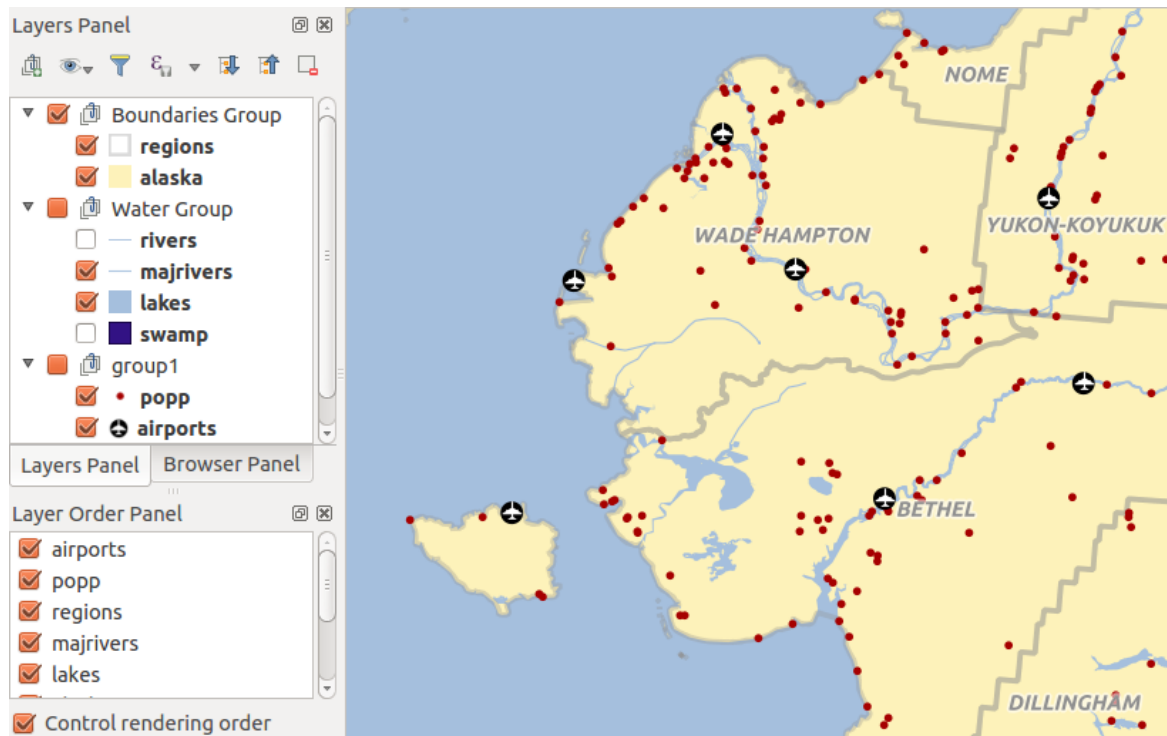 Layers Panel
Boundaries Group
regions
alaska
Water Group
rivers
majrivers
lakes
swamp
group1
popp
airports
Layers Panel
Browser Panel
Layer Order Panel
airports
popp
regions
majrivers
lakes
Control rendering order
NOME
YUKON-KOYUKUK
WADE HAMPTON
BETHEL
DILLINGHAM